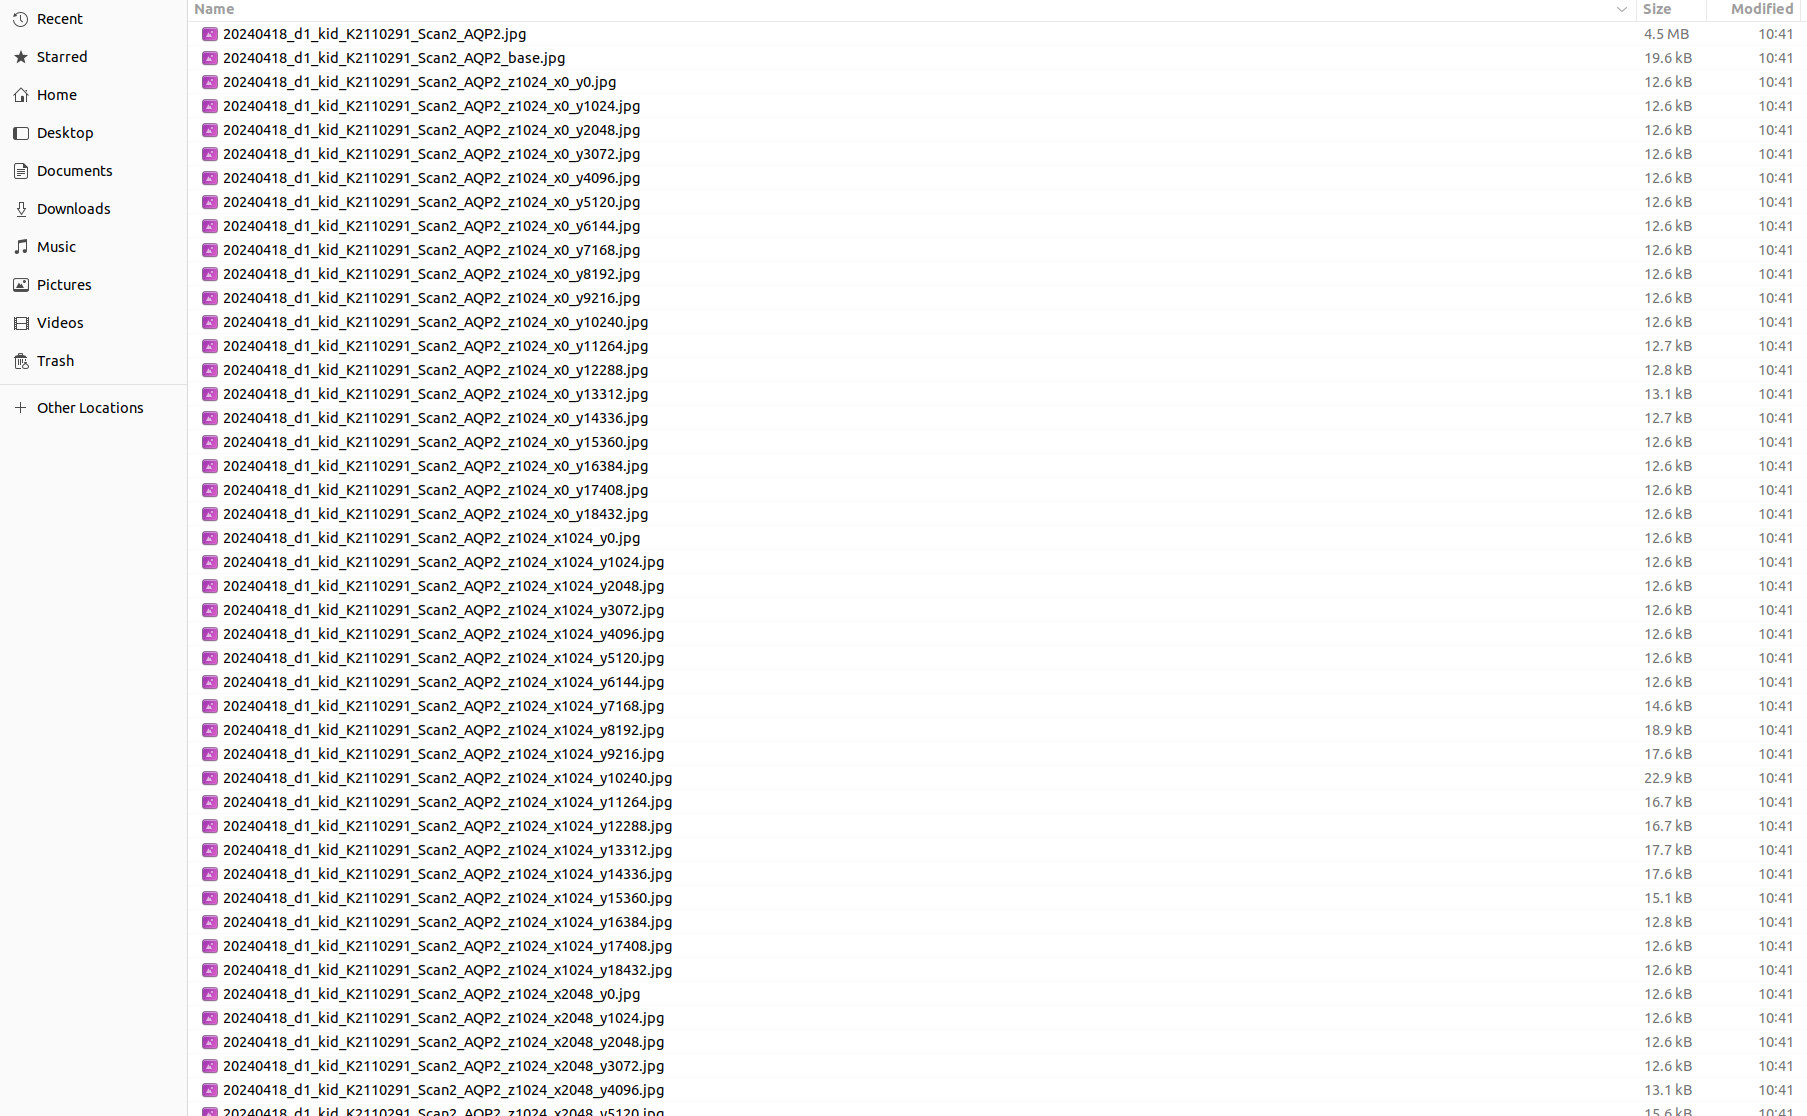 Recent
Starred
Home
Desktop
Documents
Downloads
Music
Pictures
Videos
Trash
Other Locations
Name Size Modified
20240418_d1_kid_K2110291_Scan2_AQP2.jpg 4.5 MB 10:41
20240418_d1_kid_K2110291_Scan2_AQP2_base.jpg 19.6 kB 10:41
20240418_d1_kid_K2110291_Scan2_AQP2_z1024_x0_y0.jpg 12.6 kB 10:41
20240418_d1_kid_K2110291_Scan2_AQP2_z1024_x0_y1024.jpg 12.6 kB 10:41
20240418_d1_kid_K2110291_Scan2_AQP2_z1024_x0_y2048.jpg 12.6 kB 10:41
20240418_d1_kid_K2110291_Scan2_AQP2_z1024_x0_y3072.jpg 12.6 kB 10:41
20240418_d1_kid_K2110291_Scan2_AQP2_z1024_x0_y4096.jpg 12.6 kB 10:41
20240418_d1_kid_K2110291_Scan2_AQP2_z1024_x0_y5120.jpg 12.6 kB 10:41
20240418_d1_kid_K2110291_Scan2_AQP2_z1024_x0_y6144.jpg 12.6 kB 10:41
20240418_d1_kid_K2110291_Scan2_AQP2_z1024_x0_y7168.jpg 12.6 kB 10:41
20240418_d1_kid_K2110291_Scan2_AQP2_z1024_x0_y8192.jpg 12.6 kB 10:41
20240418_d1_kid_K2110291_Scan2_AQP2_z1024_x0_y9216.jpg 12.6 kB 10:41
20240418_d1_kid_K2110291_Scan2_AQP2_z1024_x0_y10240.jpg 12.6 kB 10:41
20240418_d1_kid_K2110291_Scan2_AQP2_z1024_x0_y11264.jpg 12.7 kB 10:41
20240418_d1_kid_K2110291_Scan2_AQP2_z1024_x0_y12288.jpg 12.8 kB 10:41
20240418_d1_kid_K2110291_Scan2_AQP2_z1024_x0_y13312.jpg 13.1 kB 10:41
20240418_d1_kid_K2110291_Scan2_AQP2_z1024_x0_y14336.jpg 12.7 kB 10:41
20240418_d1_kid_K2110291_Scan2_AQP2_z1024_x0_y15360.jpg 12.6 kB 10:41
20240418_d1_kid_K2110291_Scan2_AQP2_z1024_x0_y16384.jpg 12.6 kB 10:41
20240418_d1_kid_K2110291_Scan2_AQP2_z1024_x0_y17408.jpg 12.6 kB 10:41
20240418_d1_kid_K2110291_Scan2_AQP2_z1024_x0_y18432.jpg 12.6 kB 10:41
20240418_d1_kid_K2110291_Scan2_AQP2_z1024_x1024_y0.jpg 12.6 kB 10:41
20240418_d1_kid_K2110291_Scan2_AQP2_z1024_x1024_y1024.jpg 12.6 kB 10:41
20240418_d1_kid_K2110291_Scan2_AQP2_z1024_x1024_y2048.jpg 12.6 kB 10:41
20240418_d1_kid_K2110291_Scan2_AQP2_z1024_x1024_y3072.jpg 12.6 kB 10:41
20240418_d1_kid_K2110291_Scan2_AQP2_z1024_x1024_y4096.jpg 12.6 kB 10:41
20240418_d1_kid_K2110291_Scan2_AQP2_z1024_x1024_y5120.jpg 12.6 kB 10:41
20240418_d1_kid_K2110291_Scan2_AQP2_z1024_x1024_y6144.jpg 12.6 kB 10:41
20240418_d1_kid_K2110291_Scan2_AQP2_z1024_x1024_y7168.jpg 14.6 kB 10:41
20240418_d1_kid_K2110291_Scan2_AQP2_z1024_x1024_y8192.jpg 18.9 kB 10:41
20240418_d1_kid_K2110291_Scan2_AQP2_z1024_x1024_y9216.jpg 17.6 kB 10:41
20240418_d1_kid_K2110291_Scan2_AQP2_z1024_x1024_y10240.jpg 22.9 kB 10:41
20240418_d1_kid_K2110291_Scan2_AQP2_z1024_x1024_y11264.jpg 16.7 kB 10:41
20240418_d1_kid_K2110291_Scan2_AQP2_z1024_x1024_y12288.jpg 16.7 kB 10:41
20240418_d1_kid_K2110291_Scan2_AQP2_z1024_x1024_y13312.jpg 17.7 kB 10:41
20240418_d1_kid_K2110291_Scan2_AQP2_z1024_x1024_y14336.jpg 17.6 kB 10:41
20240418_d1_kid_K2110291_Scan2_AQP2_z1024_x1024_y15360.jpg 15.1 kB 10:41
20240418_d1_kid_K2110291_Scan2_AQP2_z1024_x1024_y16384.jpg 12.8 kB 10:41
20240418_d1_kid_K2110291_Scan2_AQP2_z1024_x1024_y17408.jpg 12.6 kB 10:41
20240418_d1_kid_K2110291_Scan2_AQP2_z1024_x1024_y18432.jpg 12.6 kB 10:41
20240418_d1_kid_K2110291_Scan2_AQP2_z1024_x2048_y0.jpg 12.6 kB 10:41
20240418_d1_kid_K2110291_Scan2_AQP2_z1024_x2048_y1024.jpg 12.6 kB 10:41
20240418_d1_kid_K2110291_Scan2_AQP2_z1024_x2048_y2048.jpg 12.6 kB 10:41
20240418_d1_kid_K2110291_Scan2_AQP2_z1024_x2048_y3072.jpg 12.6 kB 10:41
20240418_d1_kid_K2110291_Scan2_AQP2_z1024_x2048_y4096.jpg 13.1 kB 10:41
20240418_d1_kid_K2110291_Scan2_AQP2_z1024_x2048_y5120.jpg 15.6 kB 10:41